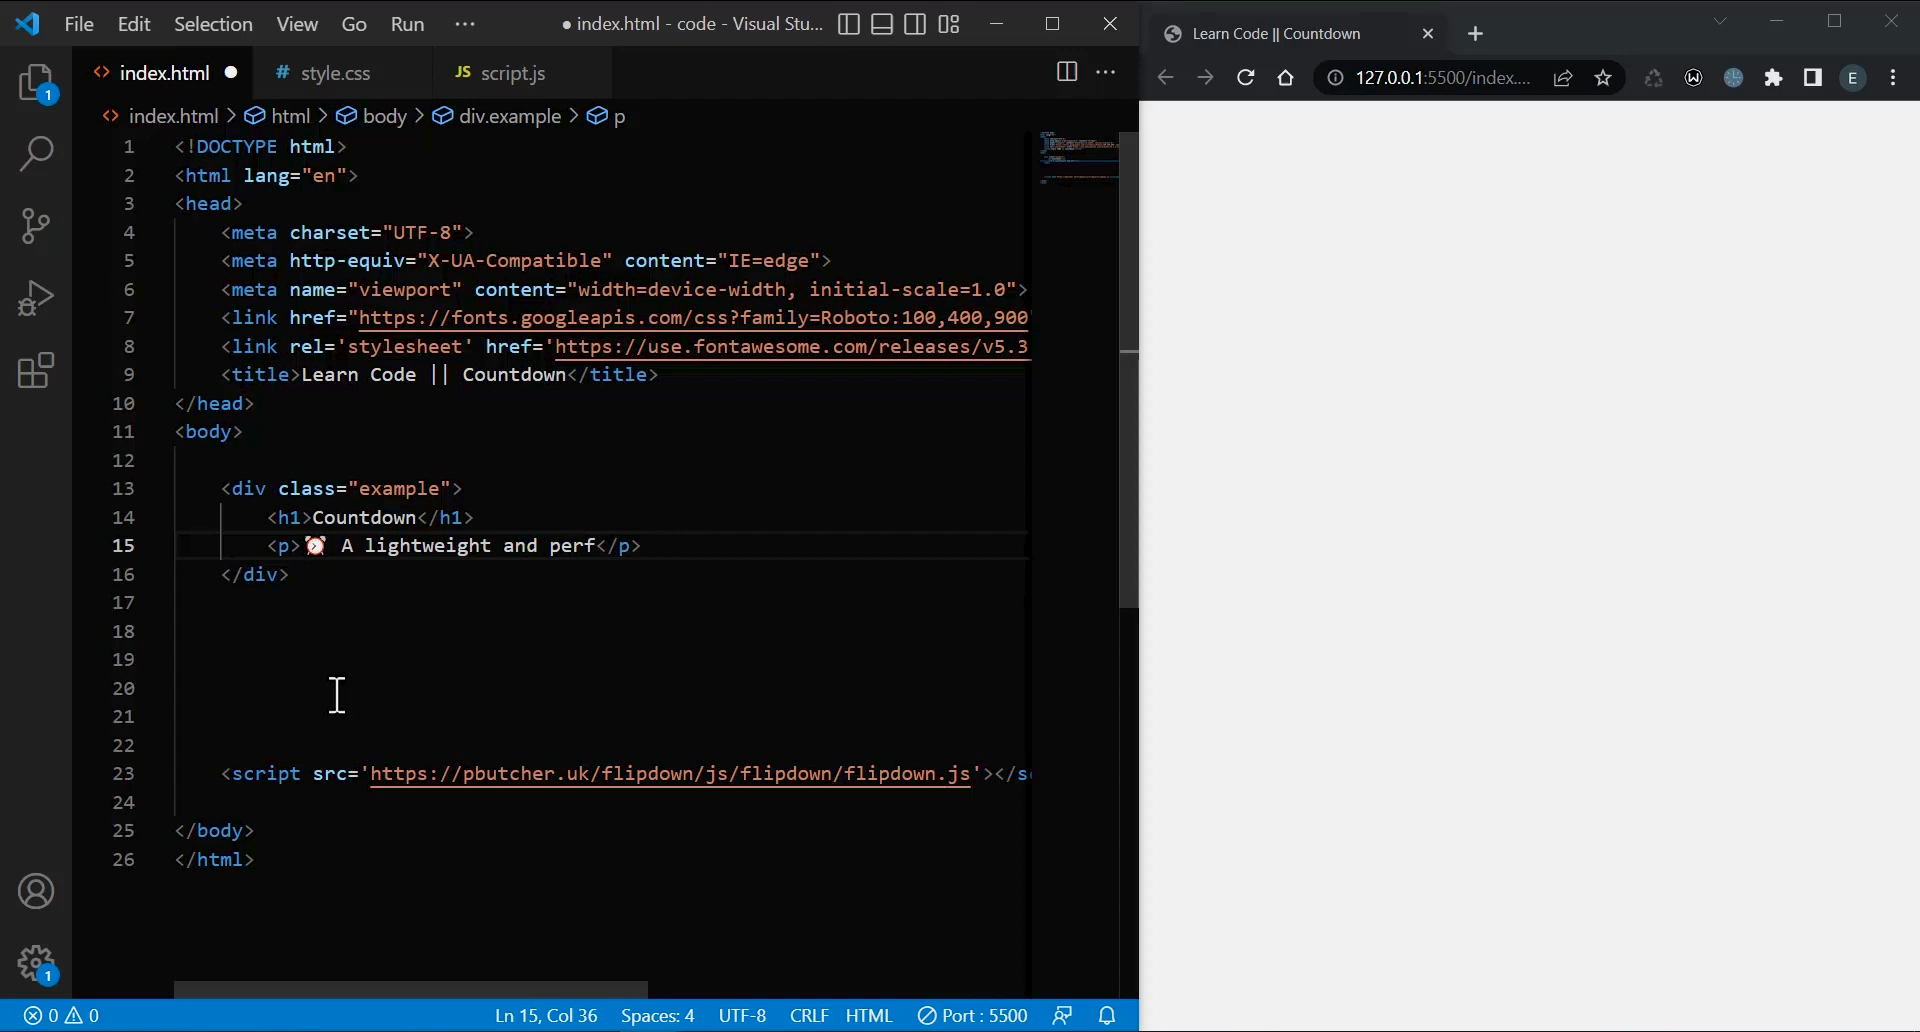 File Edit Selection View Go Run ··· ● index.html - code - Visual Stu...
Learn Code || Countdown
index.html ● # style.css JS script.js
127.0.0.1:5500/index.... E
index.html > html > body > div.example > p
1 <!DOCTYPE html>
2 <html lang="en">
3 <head>
4 <meta charset="UTF-8">
5 <meta http-equiv="X-UA-Compatible" content="IE=edge">
6 <meta name="viewport" content="width=device-width, initial-scale=1.0">
7 <link href="https://fonts.googleapis.com/css?family=Roboto:100,400,900
8 <link rel='stylesheet' href='https://use.fontawesome.com/releases/v5.3
9 <title>Learn Code || Countdown</title>
10 </head>
11 <body>
12
13 <div class="example">
14 <h1>Countdown</h1>
15 <p>⏰ A lightweight and perf</p>
16 </div>
17
18
19
20
21
22
23 <script src='https://pbutcher.uk/flipdown/js/flipdown/flipdown.js'></s
24
25 </body>
26 </html>
1
1
0 0 Ln 15, Col 36 Spaces: 4 UTF-8 CRLF HTML Port : 5500